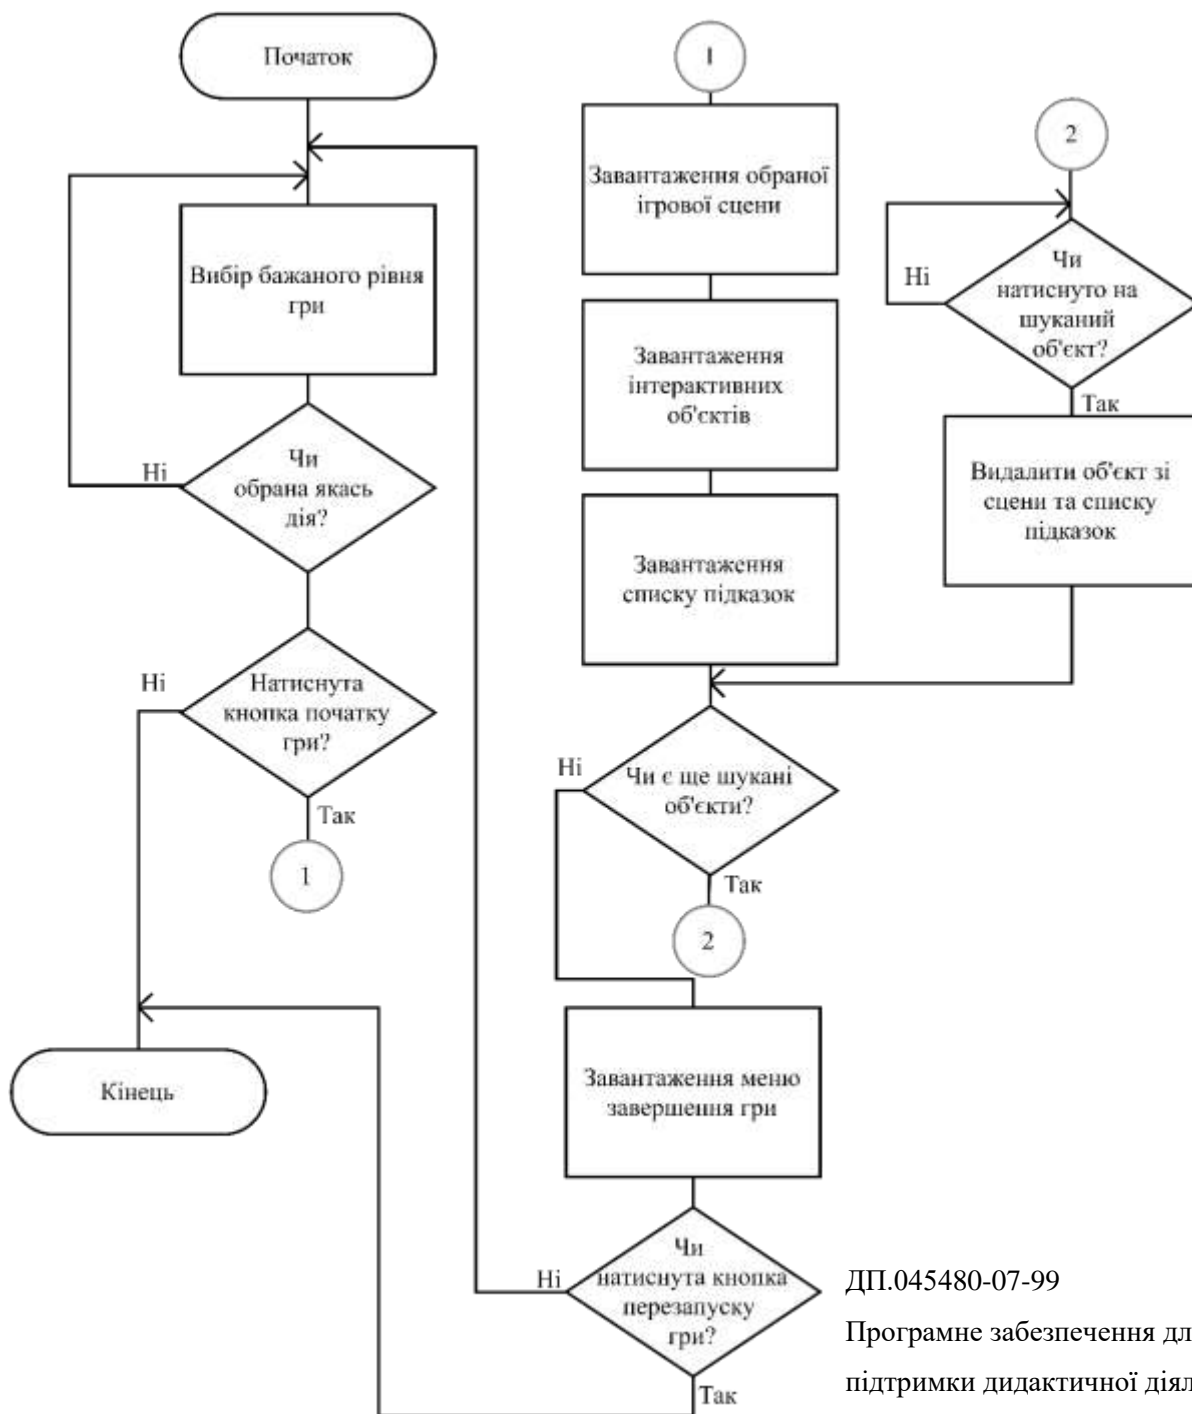 Початок
Вибір бажаного рівня
гри
Ні
Чи
обрана якась
дія?
Ні
Натиснута
кнопка початку
гри?
Так
1
Кінець
1
Завантаження обраної
ігрової сцени
Завантаження
інтерактивних
об'єктів
Завантаження
списку підказок
Ні
Чи є ще шукані
об'єкти?
Так
2
Завантаження меню
завершення гри
Ні
Чи
натиснута кнопка
перезапуску
гри?
Так
2
Ні
Чи
натиснуто на
шуканий
об'єкт?
Так
Видалити об'єкт зі
сцени та списку
підказок
ДП.045480-07-99
Програмне забезпечення
підтримки дидактичної